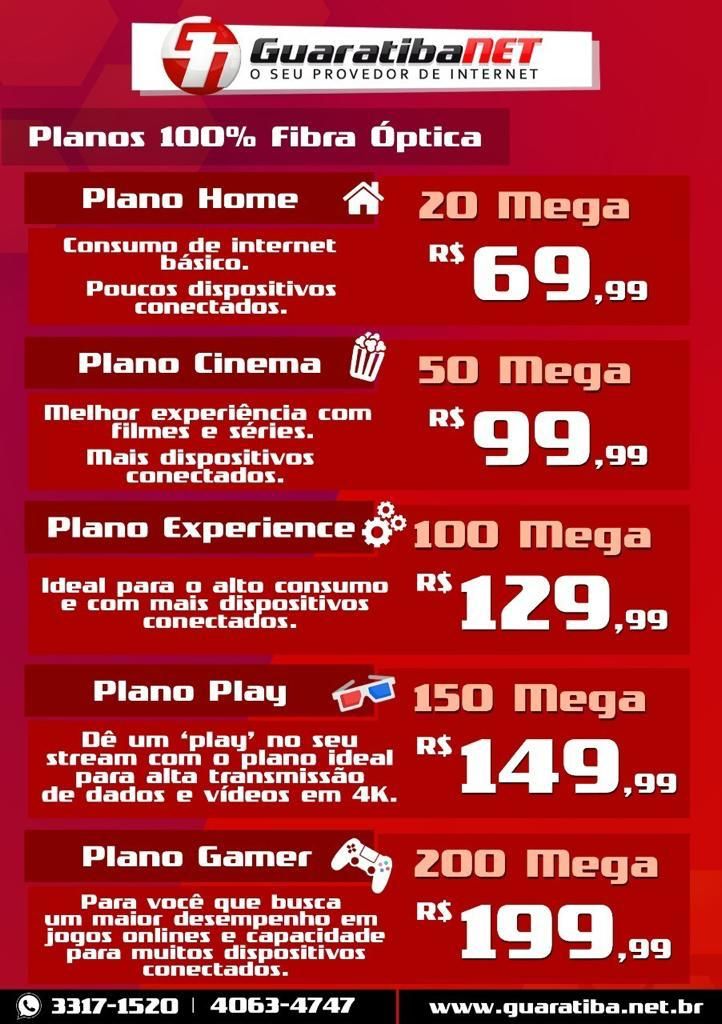 GuaratibaNET
O SEU PROVEDOR DE INTERNET
Planos 100% Fibra Óptica
Plano Home
20 Mega
Consumo de internet
básico.
Poucos dispositivos
conectados.
R$ 69,99
Plano Cinema
50 Mega
Melhor experiência com
filmes e séries.
Mais dispositivos
conectados.
R$ 99,99
Plano Experience
100 Mega
Ideal para o alto consumo
e com mais dispositivos
conectados.
R$ 129,99
Plano Play
150 Mega
Dê um ‘play’ no seu
stream com o plano ideal
para alta transmissão
de dados e vídeos em 4K.
R$ 149,99
Plano Gamer
200 Mega
Para você que busca
um maior desempenho em
jogos onlines e capacidade
para muitos dispositivos
conectados.
R$ 199,99
3317-1520 | 4063-4747
www.guaratiba.net.br